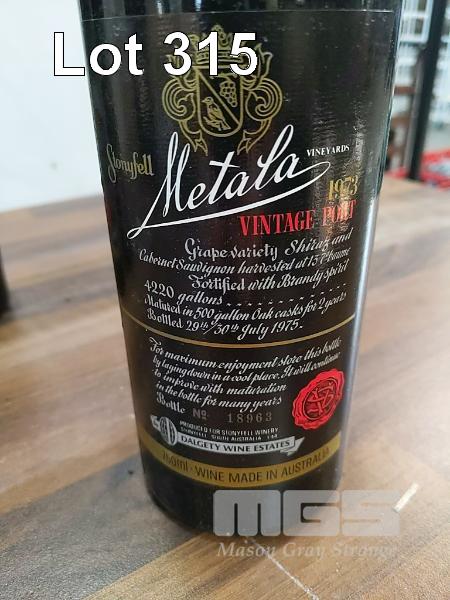 Lot 315
Stonyfell
Metala VINEYARDS
1973
VINTAGE PORT
Grape variety Shiraz and
Cabernet Sauvignon harvested at 13° Baume
Fortified with Brandy spirit
4220 gallons
Matured in 500 gallon Oak casks for 2 years
Bottled 29th/30th July 1975.
For maximum enjoyment store this bottle
by laying down in a cool place. It will continue
to improve with maturation
in the bottle for many years
Bottle No. 18963
PRODUCED FOR STONYFELL WINERY
STONYFELL SOUTH AUSTRALIA
DALGETY WINE ESTATES
750ml · WINE MADE IN AUSTRALIA
MGS
Mason Gray Strange